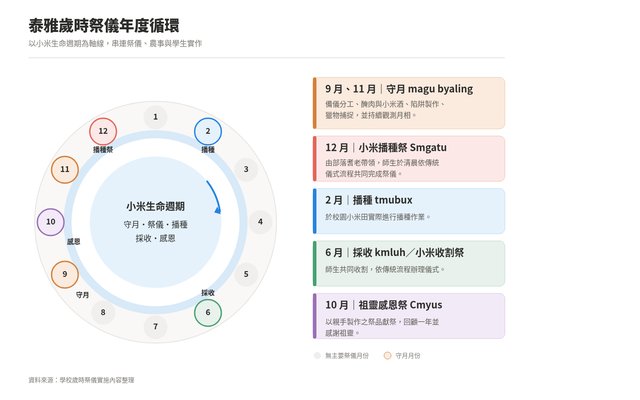 泰雅歲時祭儀年度循環
以小米生命週期為軸線，串連祭儀、農事與學生實作
1
2
播種
3
4
5
採收
6
7
8
守月
9
感恩
10
11
12
播種祭
小米生命週期
守月・祭儀・播種
採收・感恩
9 月、11 月｜守月 magu byaling
備儀分工、醃肉與小米酒、陷阱製作、
獵物捕捉，並持續觀測月相。
12 月｜小米播種祭 Smgatu
由部落耆老帶領，師生於清晨依傳統
儀式流程共同完成祭儀。
2 月｜播種 tmubux
於校園小米田實際進行播種作業。
6 月｜採收 kmluh／小米收割祭
師生共同收割，依傳統流程辦理儀式。
10 月｜祖靈感恩祭 Cmyus
以親手製作之祭品獻祭，回顧一年並
感謝祖靈。
無主要祭儀月份
守月月份
資料來源：學校歲時祭儀實施內容整理